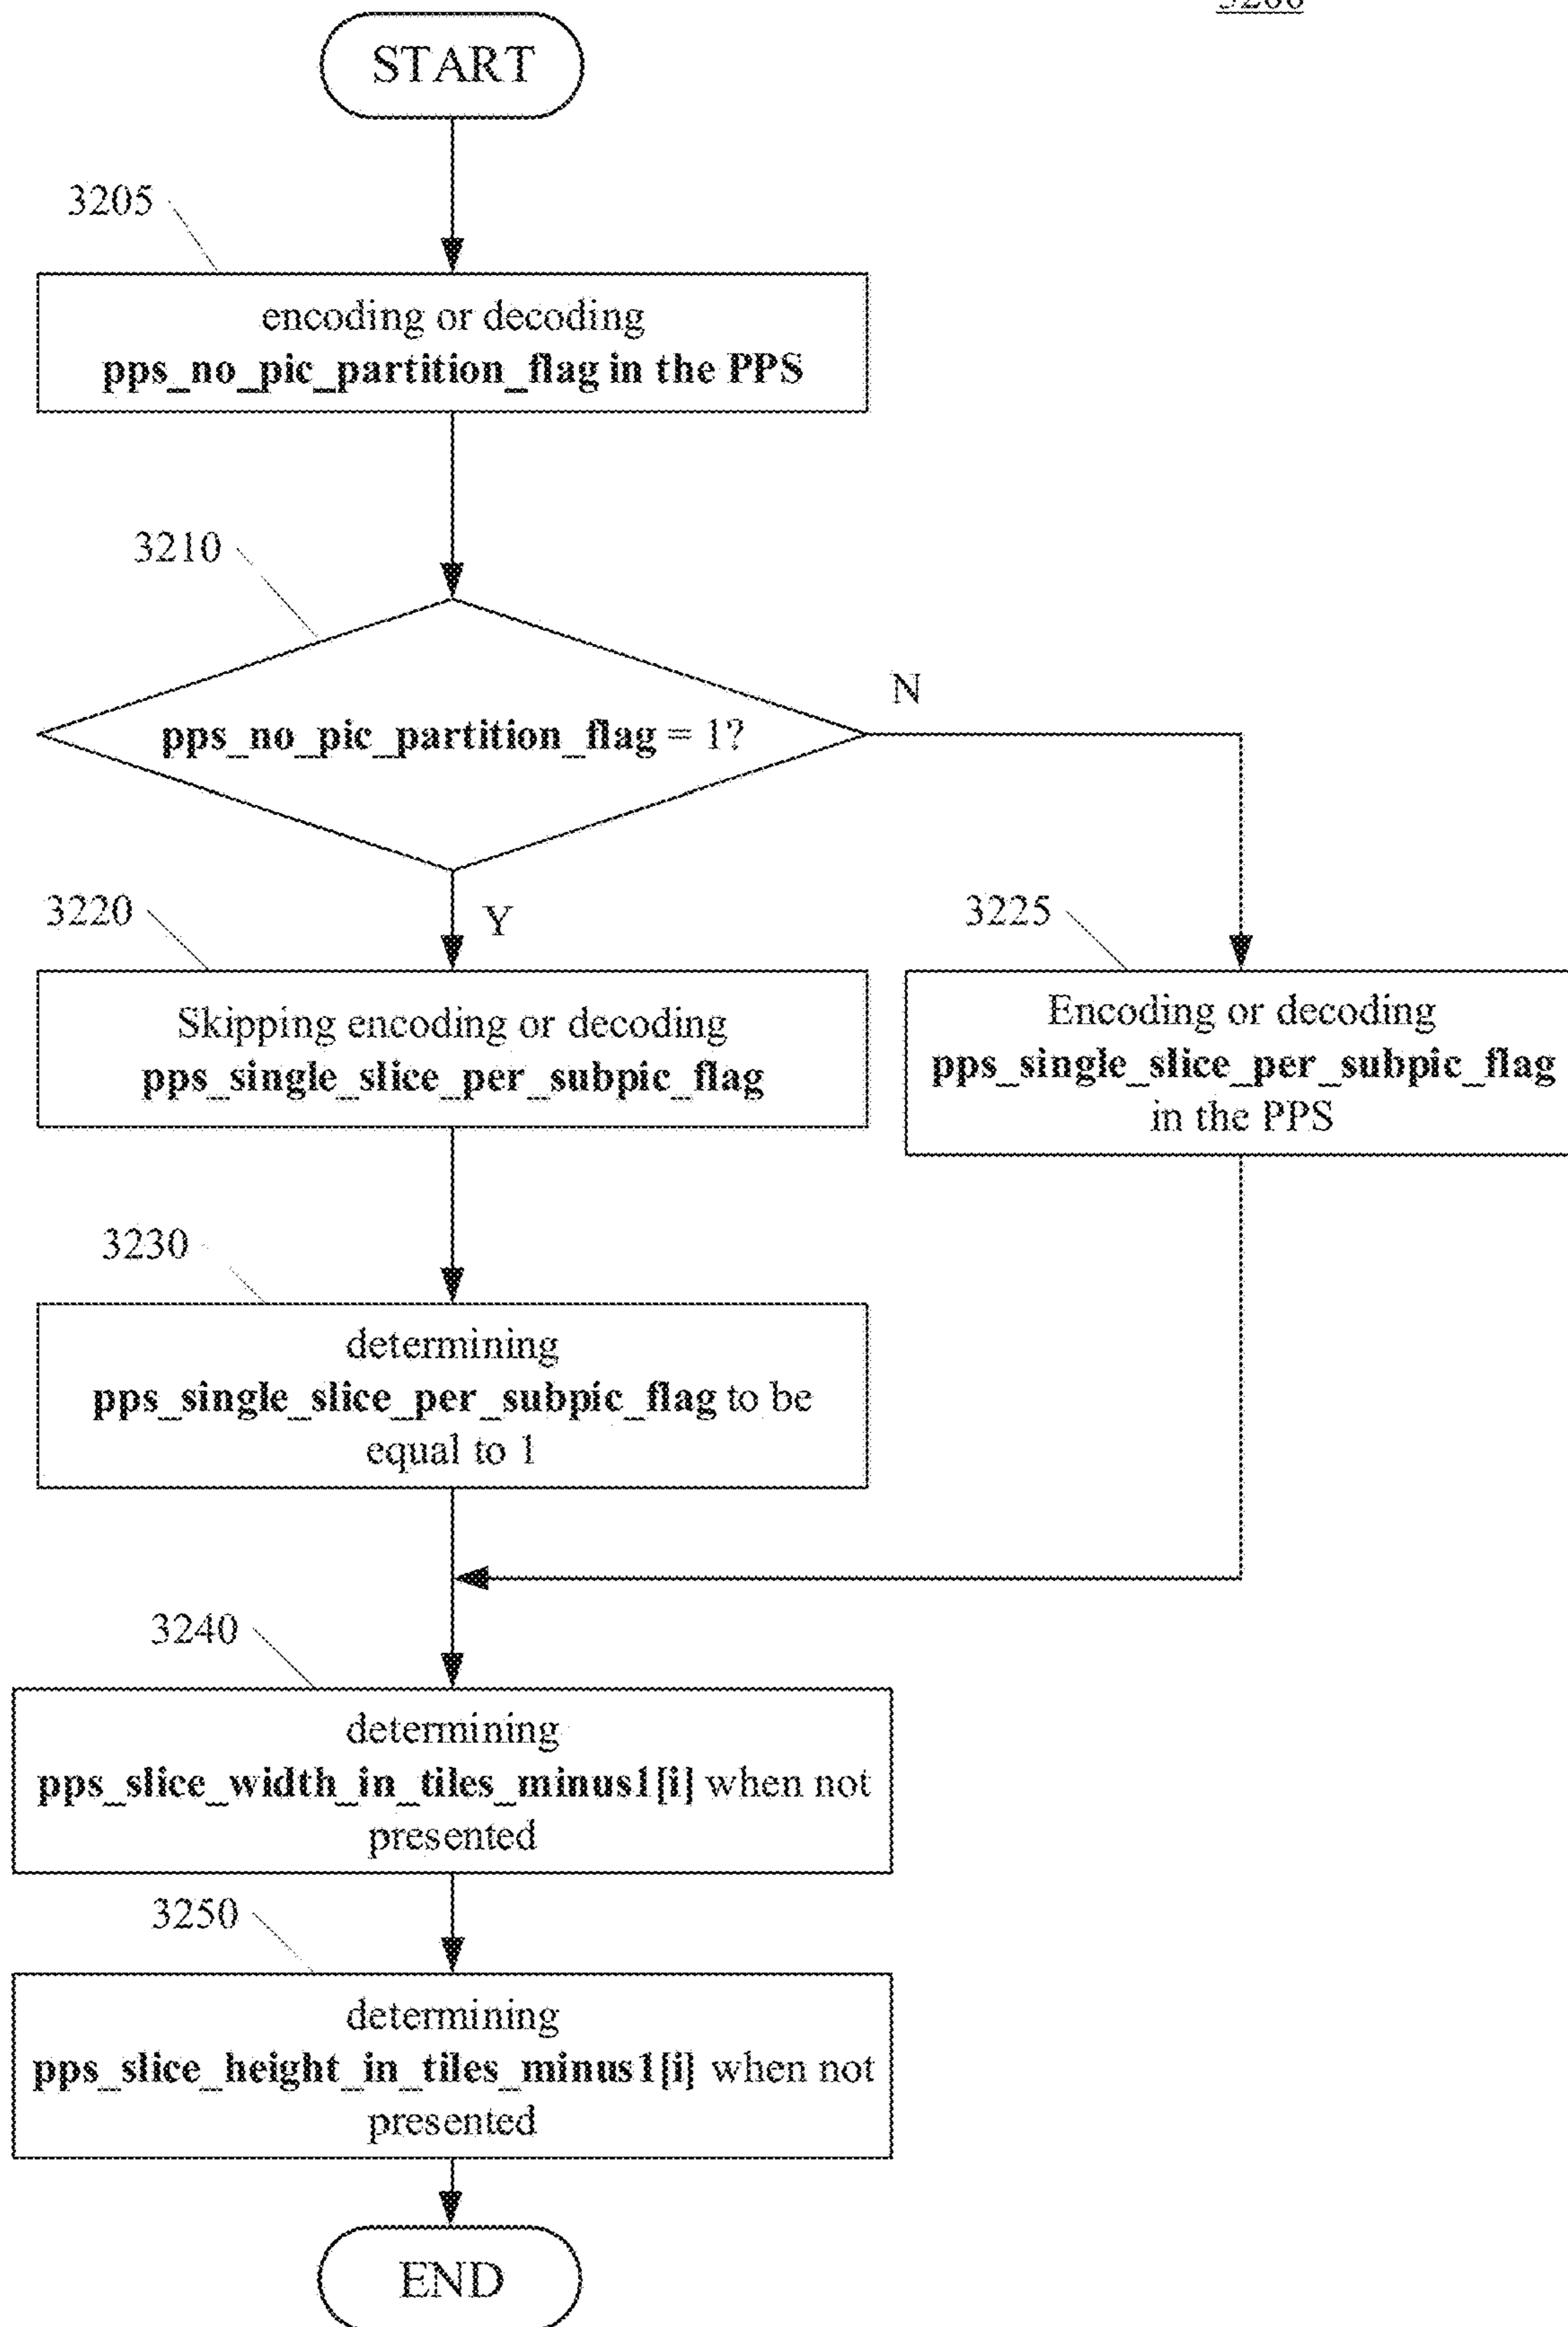 START
3205
encoding or decoding
pps_no_pic_partition_flag in the PPS
3210
pps_no_pic_partition_flag = 1?
N
Y
3220
Skipping encoding or decoding
pps_single_slice_per_subpic_flag
3225
Encoding or decoding
pps_single_slice_per_subpic_flag
in the PPS
3230
determining
pps_single_slice_per_subpic_flag to be
equal to 1
3240
determining
pps_slice_width_in_tiles_minus1[i] when not
presented
3250
determining
pps_slice_height_in_tiles_minus1[i] when not
presented
END